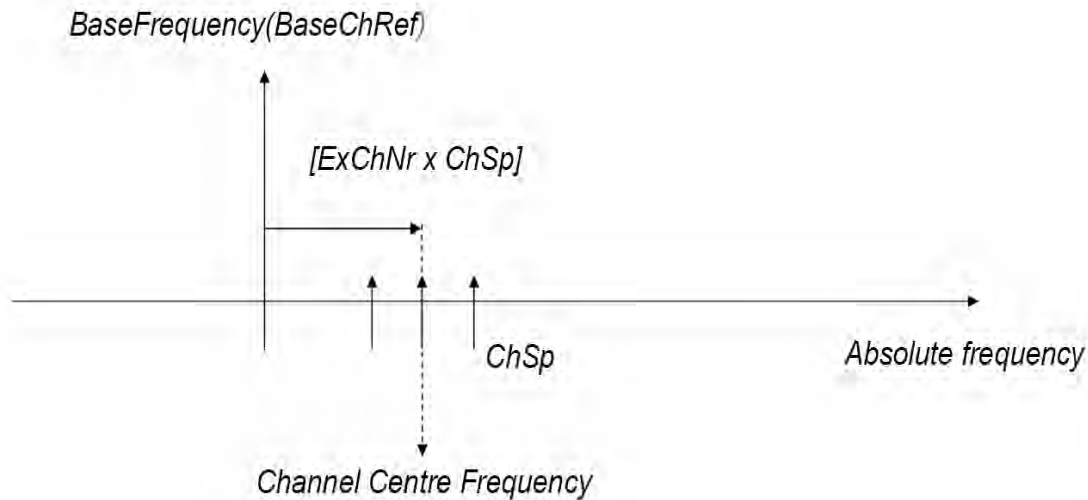 BaseFrequency(BaseChRef)
[ExChNr x ChSp]
ChSp
Absolute frequency
Channel Centre Frequency